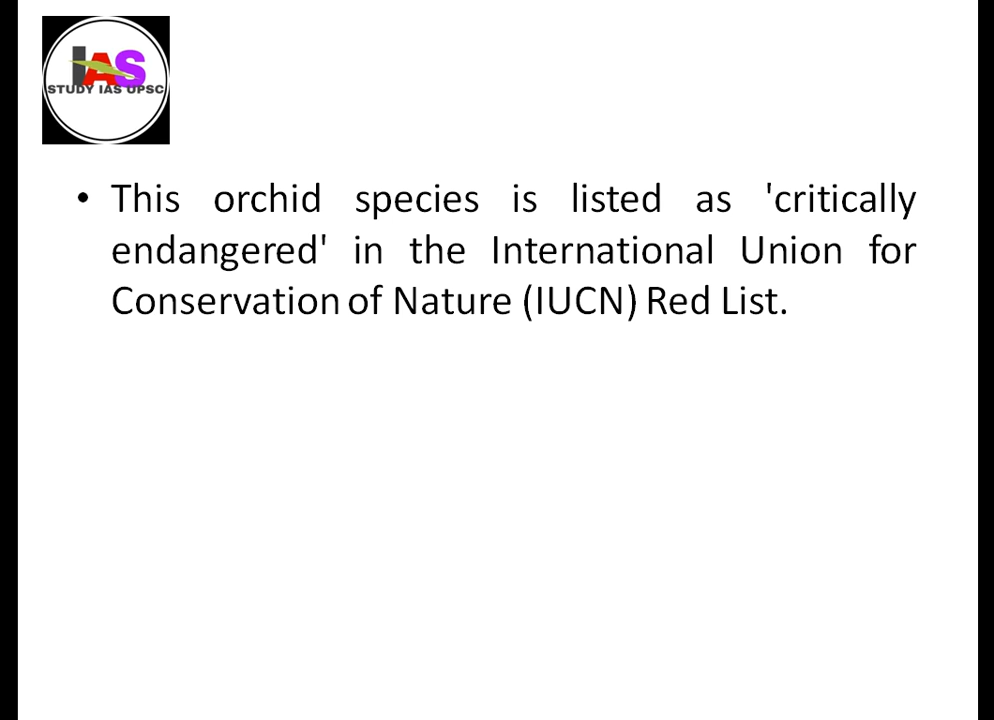 IAS
STUDY IAS UPSC
• This orchid species is listed as 'critically
endangered' in the International Union for
Conservation of Nature (IUCN) Red List.